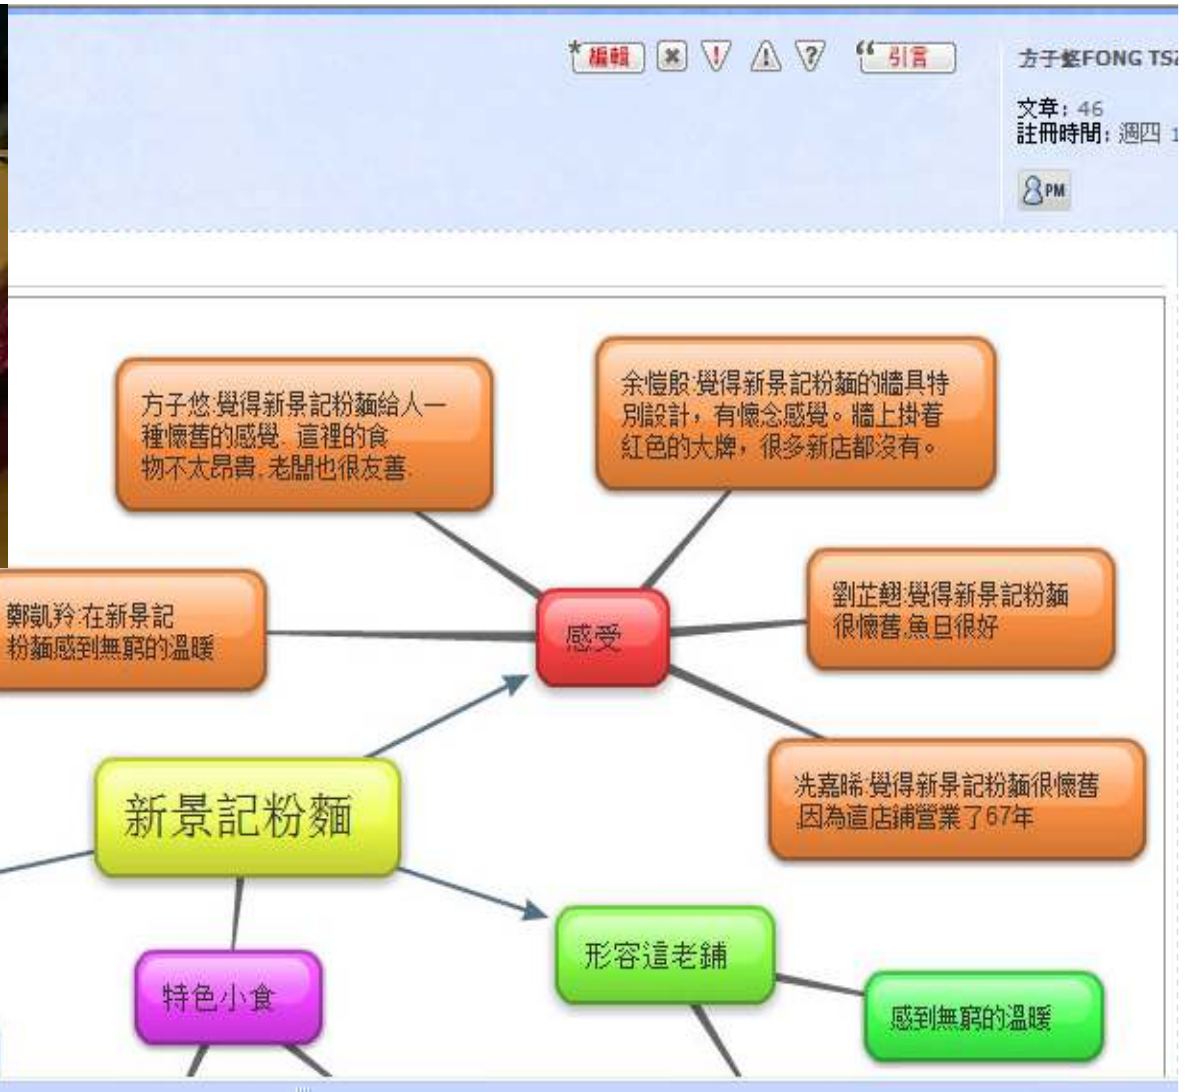 *編輯
引言
方子慇FONG TSZ
文章: 46
註冊時間: 週四 1
PM
方子悠:覺得新景記粉麵給人一
種懷舊的感覺. 這裡的食
物不太昂貴,老闆也很友善.
余愷殷:覺得新景記粉麵的牆具特
別設計，有懷念感覺。牆上掛着
紅色的大牌，很多新店都沒有。
鄭凱羚:在新景記
粉麵感到無窮的溫暖
感受
劉芷翹:覺得新景記粉麵
很懷舊,魚旦很好
冼嘉晞:覺得新景記粉麵很懷舊
,因為這店鋪營業了67年
新景記粉麵
形容這老鋪
特色小食
感到無窮的溫暖